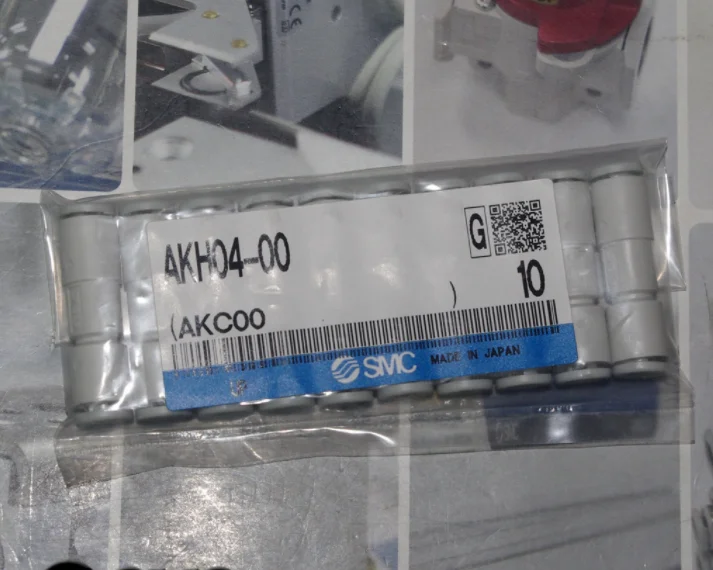 AKH04-00
G
10
(AKC00 )
SMC MADE IN JAPAN